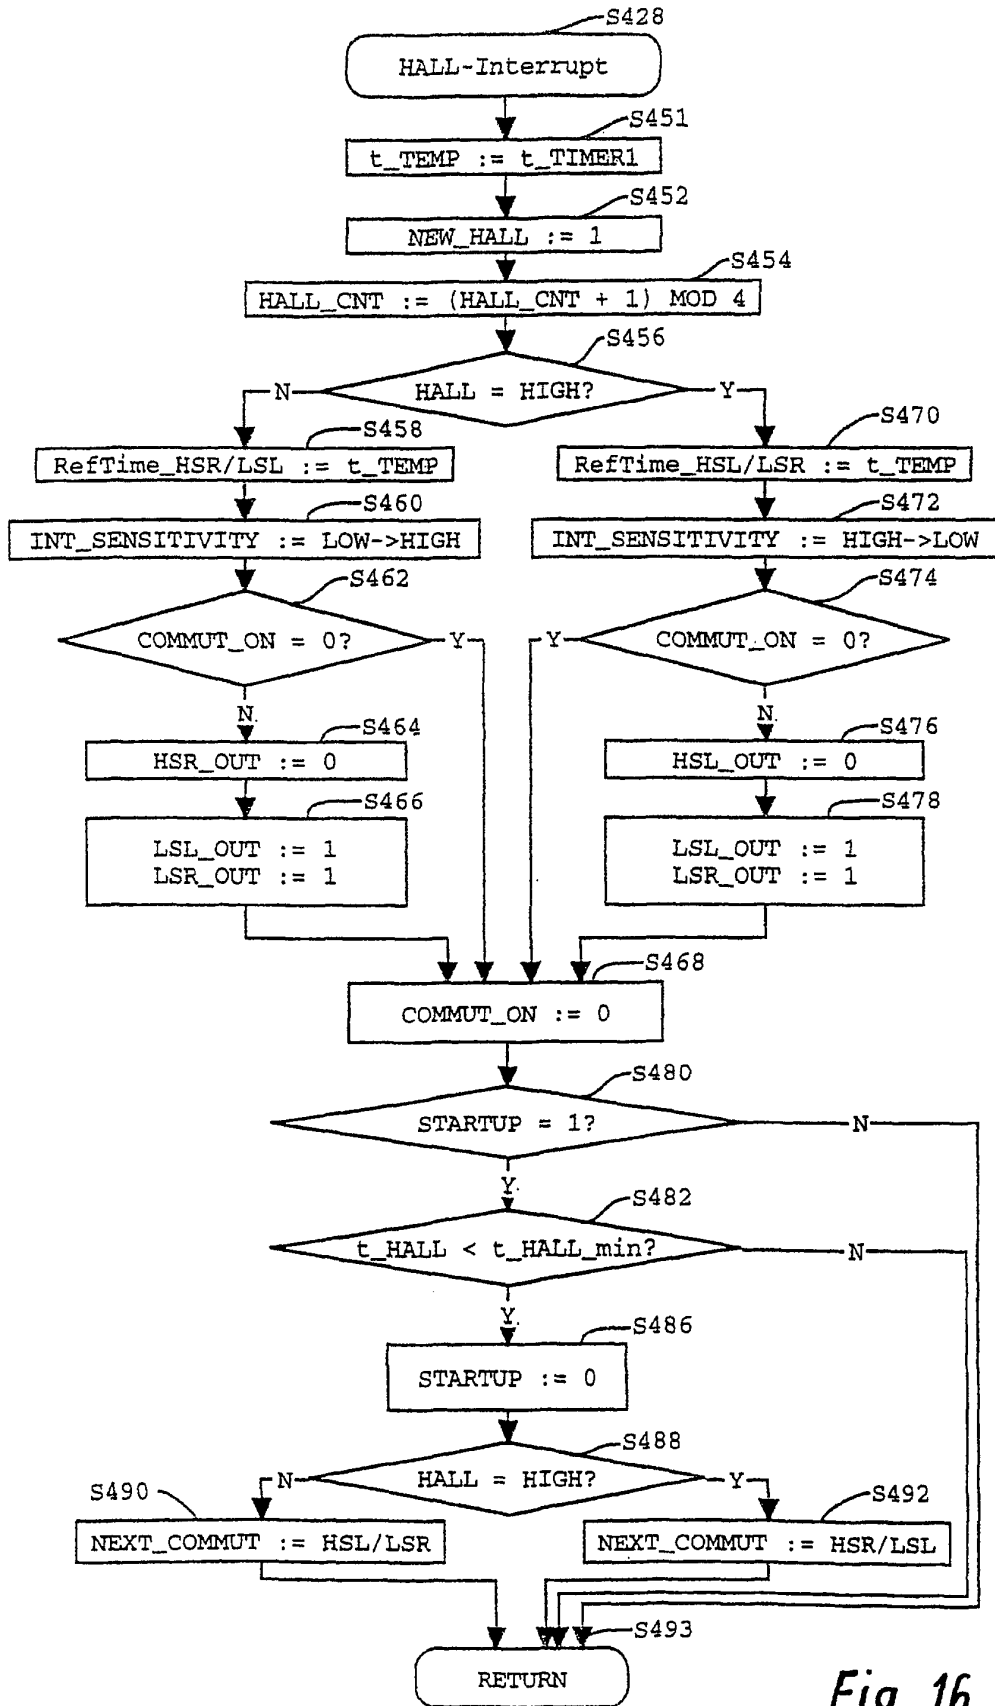 S428
HALL-Interrupt
S451
t_TEMP := t_TIMER1
S452
NEW_HALL := 1
S454
HALL_CNT := (HALL_CNT + 1) MOD 4
S456
N
HALL = HIGH?
Y
S458
RefTime_HSR/LSL := t_TEMP
S470
RefTime_HSL/LSR := t_TEMP
S460
INT_SENSITIVITY := LOW->HIGH
S472
INT_SENSITIVITY := HIGH->LOW
S462
COMMUT_ON = 0?
Y
S474
Y
COMMUT_ON = 0?
N
N
S464
HSR_OUT := 0
S476
HSL_OUT := 0
S466
LSL_OUT := 1
LSR_OUT := 1
S478
LSL_OUT := 1
LSR_OUT := 1
S468
COMMUT_ON := 0
S480
STARTUP = 1?
N
Y
S482
t_HALL < t_HALL_min?
N
Y
S486
STARTUP := 0
S488
N
HALL = HIGH?
Y
S490
NEXT_COMMUT := HSL/LSR
S492
NEXT_COMMUT := HSR/LSL
S493
RETURN
Fig. 16